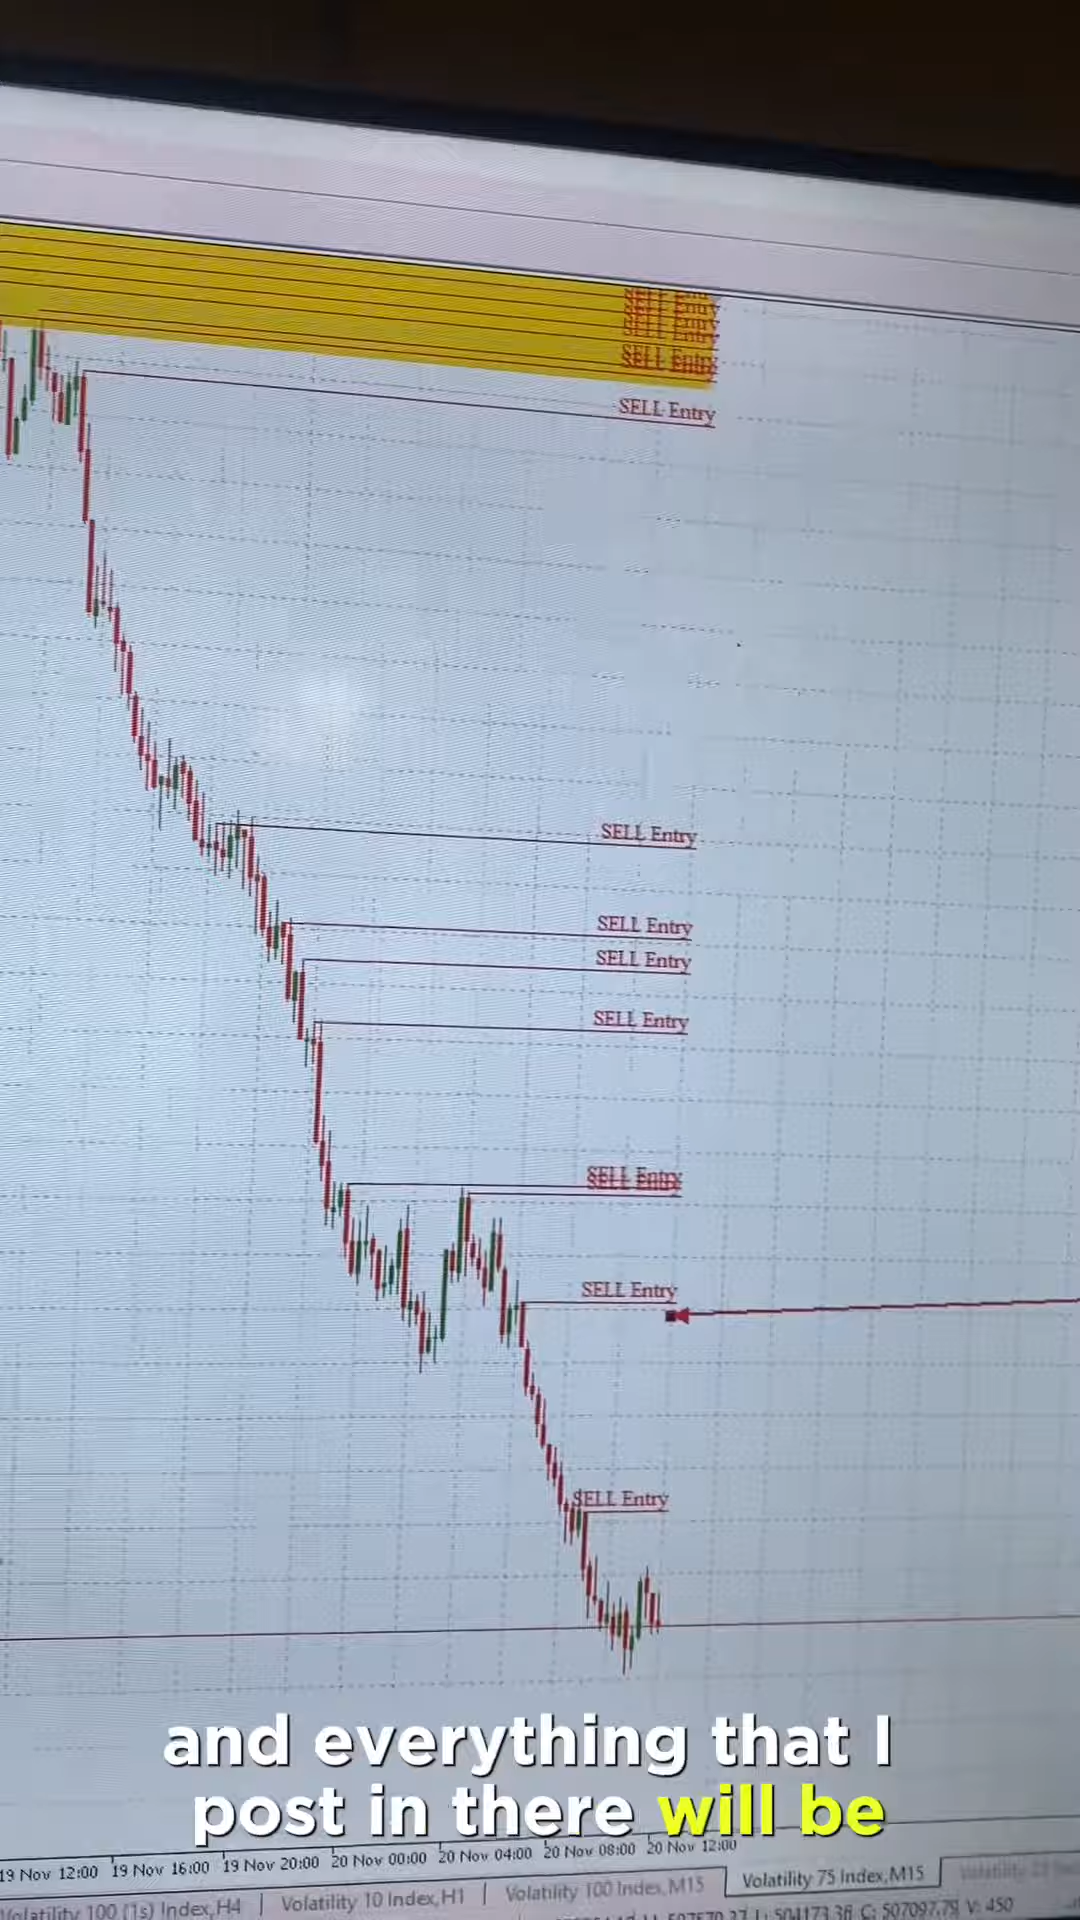 SELL Entry
SELL Entry
SELL Entry
SELL Entry
SELL Entry
SELL Entry
SELL Entry
SELL Entry
SELL Entry
SELL Entry
SELL Entry
and everything that I
post in there will be
19 Nov 12:00 19 Nov 16:00 19 Nov 20:00 20 Nov 00:00 20 Nov 04:00 20 Nov 08:00 20 Nov 12:00
Volatility 100 (1s) Index,H4 | Volatility 10 Index,H1 | Volatility 100 Index,M15 Volatility 75 Index,M15
C: 507097.79 V: 450